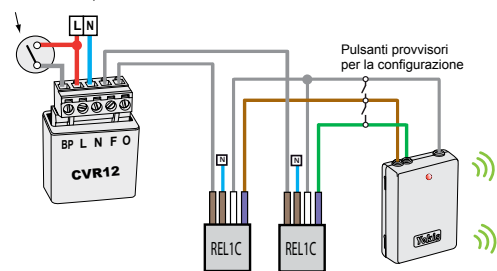 L N
Pulsanti provvisori
per la configurazione
BP L N F O
CVR12
N
N
REL1C
REL1C
Yokis